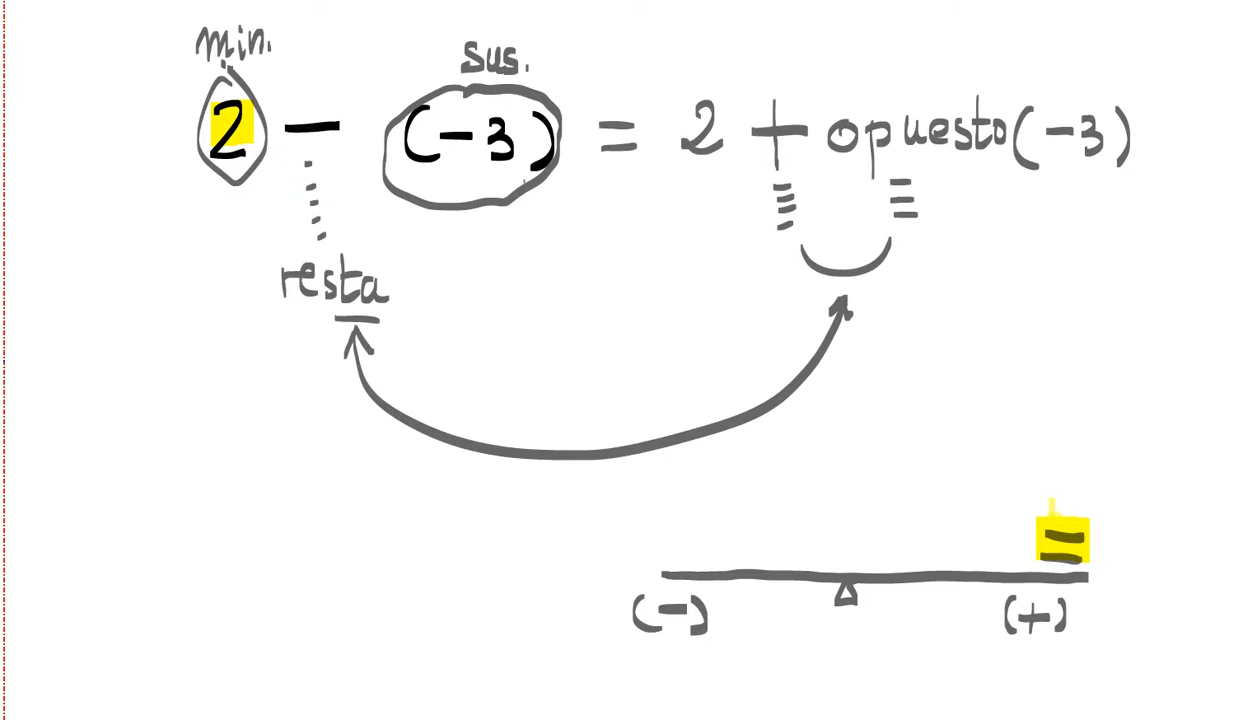 min. sus.
2 - (-3) = 2 + opuesto(-3)
resta
(-) (+)